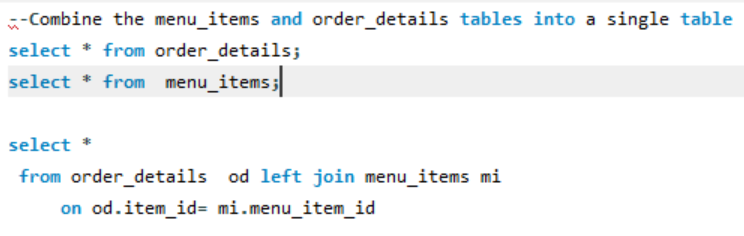 --Combine the menu_items and order_details tables into a single table
select * from order_details;
select * from  menu_items;
select *
from order_details  od left join menu_items mi
on od.item_id= mi.menu_item_id